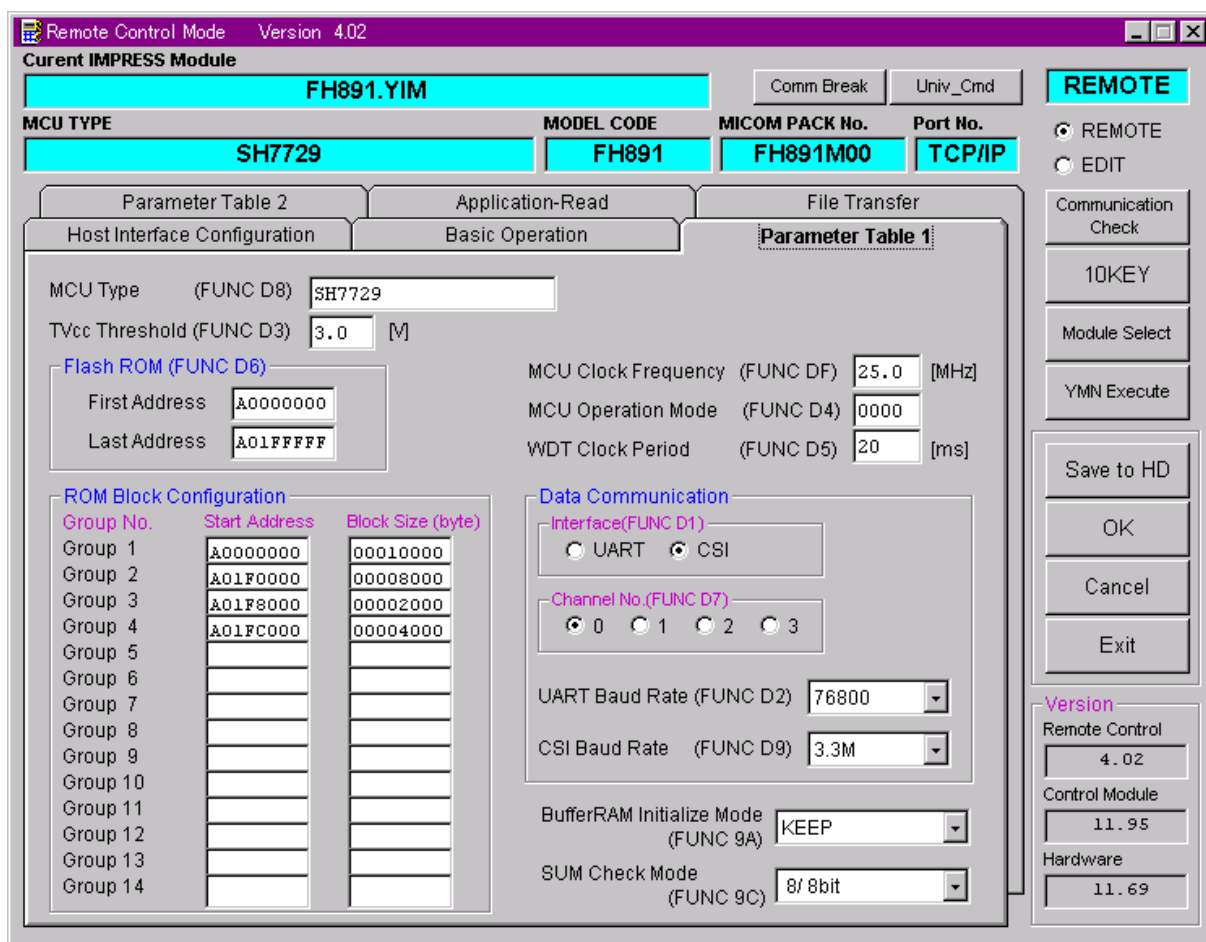 Remote Control Mode Version 4.02
Curent IMPRESS Module
FH891.YIM
Comm Break
Univ_Cmd
REMOTE
MCU TYPE
MODEL CODE
MICOM PACK No.
Port No.
SH7729
FH891
FH891M00
TCP/IP
REMOTE
EDIT
Parameter Table 2
Application-Read
File Transfer
Host Interface Configuration
Basic Operation
Parameter Table 1
Communication
Check
10KEY
Module Select
YMN Execute
Save to HD
OK
Cancel
Exit
MCU Type (FUNC D8) SH7729
TVcc Threshold (FUNC D3) 3.0 [V]
Flash ROM (FUNC D6)
First Address A0000000
Last Address A01FFFFF
MCU Clock Frequency (FUNC DF) 25.0 [MHz]
MCU Operation Mode (FUNC D4) 0000
WDT Clock Period (FUNC D5) 20 [ms]
ROM Block Configuration
Group No. Start Address Block Size (byte)
Group 1 A0000000 00010000
Group 2 A01F0000 00008000
Group 3 A01F8000 00002000
Group 4 A01FC000 00004000
Group 5
Group 6
Group 7
Group 8
Group 9
Group 10
Group 11
Group 12
Group 13
Group 14
Data Communication
Interface(FUNC D1)
UART CSI
Channel No.(FUNC D7)
0 1 2 3
UART Baud Rate (FUNC D2) 76800
CSI Baud Rate (FUNC D9) 3.3M
BufferRAM Initialize Mode
(FUNC 9A) KEEP
SUM Check Mode
(FUNC 9C) 8/ 8bit
Version
Remote Control
4.02
Control Module
11.95
Hardware
11.69